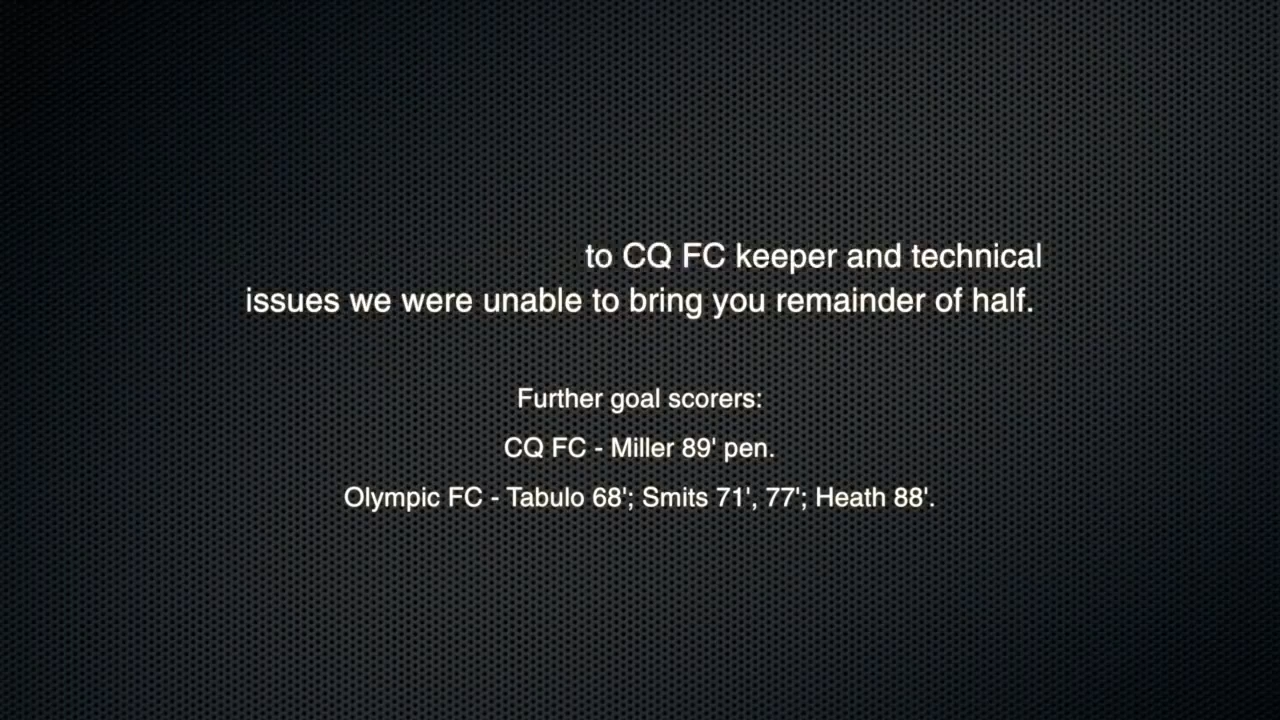 to CQ FC keeper and technical
issues we were unable to bring you remainder of half.
Further goal scorers:
CQ FC - Miller 89' pen.
Olympic FC - Tabulo 68'; Smits 71', 77'; Heath 88'.